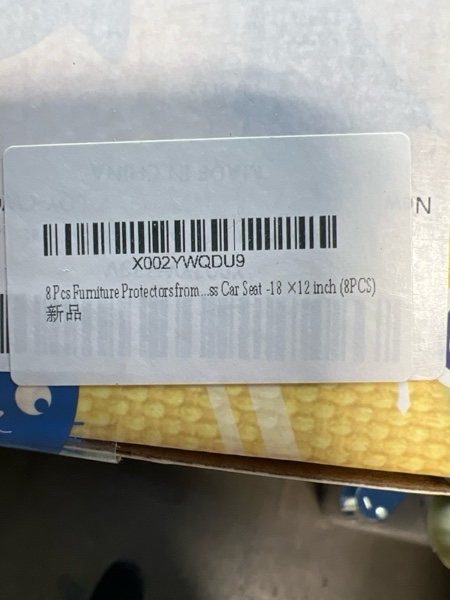 X002YWQDU9
8 Pcs Furniture Protectors from...ss Car Seat -18 ×12 inch (8PCS)
新品